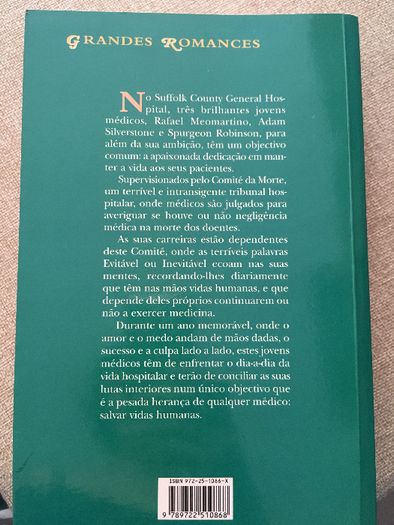 GRANDES ROMANCES
No Suffolk County General Hos-
pital, três brilhantes jovens
médicos, Rafael Meomartino, Adam
Silverstone e Spurgeon Robinson, para
além da sua ambição, têm um objectivo
comum: a apaixonada dedicação em man-
ter a vida aos seus pacientes.
Supervisionados pelo Comité da Morte,
um terrível e intransigente tribunal hos-
pitalar, onde médicos são julgados para
averiguar se houve ou não negligência
médica na morte dos doentes.
As suas carreiras estão dependentes
deste Comité, onde as terríveis palavras
Evitável ou Inevitável ecoam nas suas
mentes, recordando-lhes diariamente
que têm nas mãos vidas humanas, e que
depende deles próprios continuarem ou
não a exercer medicina.
Durante um ano memorável, onde o
amor e o medo andam de mãos dadas, o
sucesso e a culpa lado a lado, estes jovens
médicos têm de enfrentar o dia-a-dia da
vida hospitalar e terão de conciliar as suas
lutas interiores num único objectivo que
é a pesada herança de qualquer médico:
salvar vidas humanas.
ISBN 972-25-1086-X
9 789722 510868